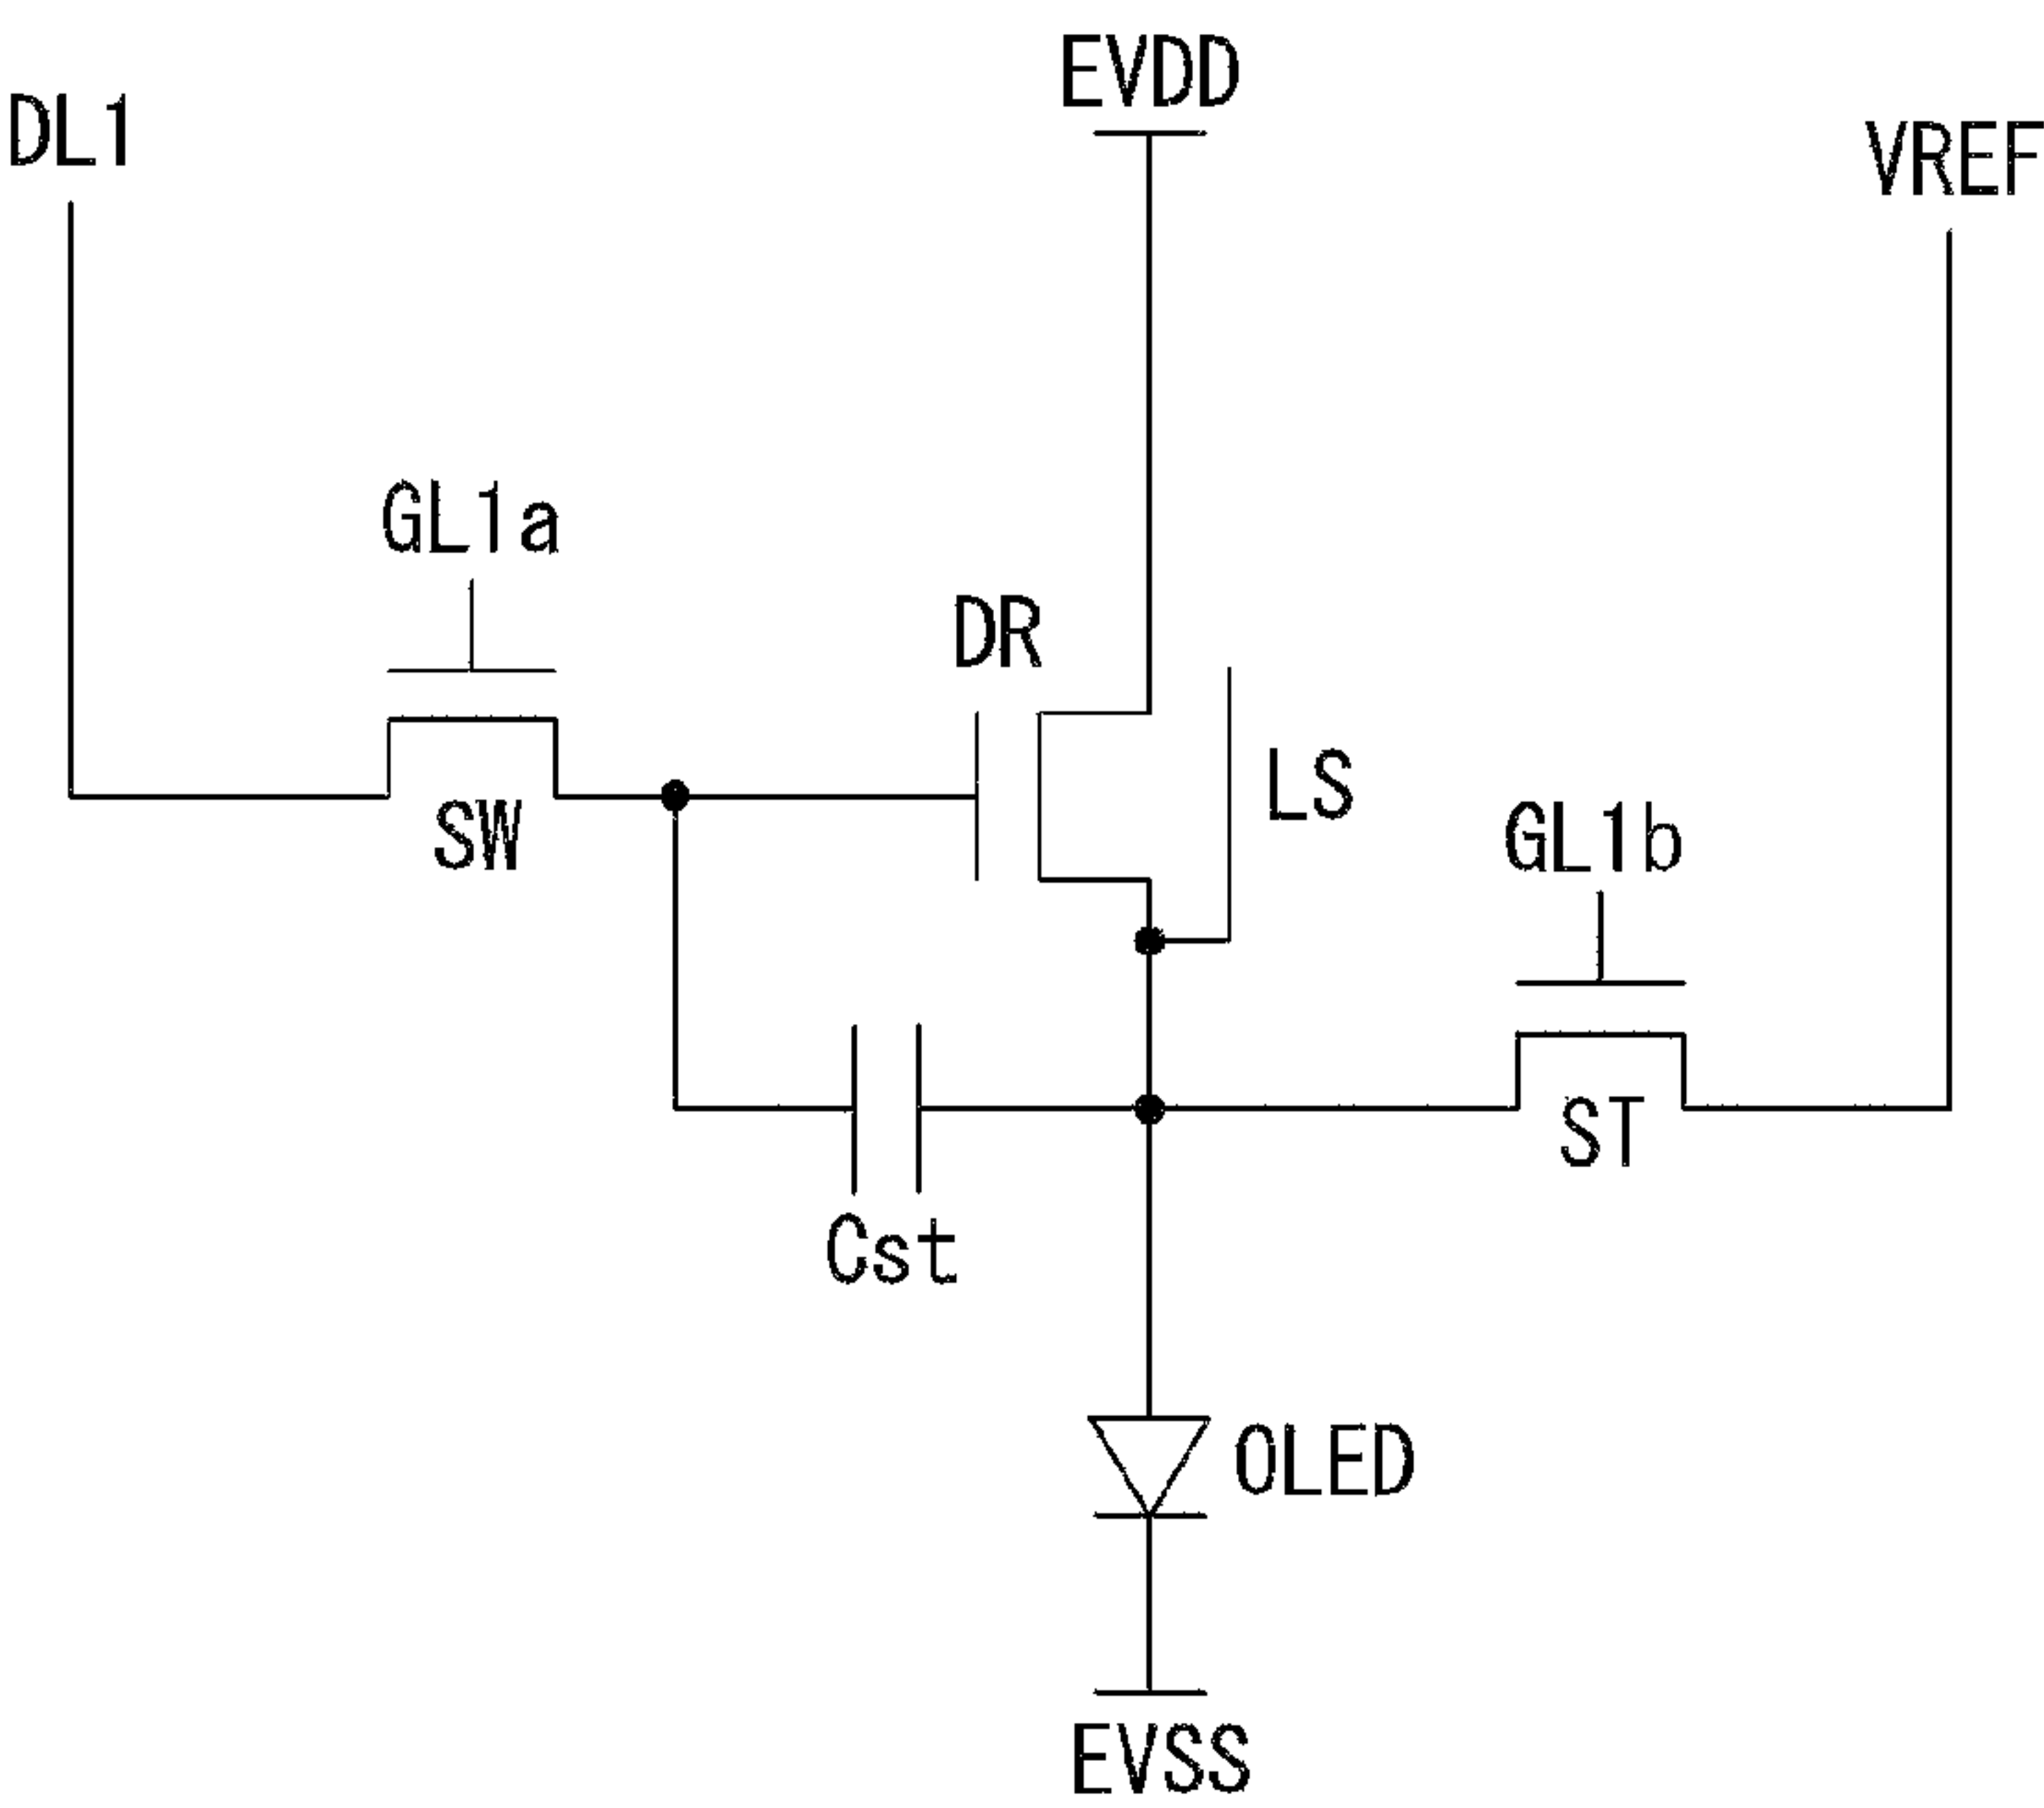 EVDD
DL1
VREF
GL1a
DR
LS
SW
GL1b
ST
Cst
OLED
EVSS